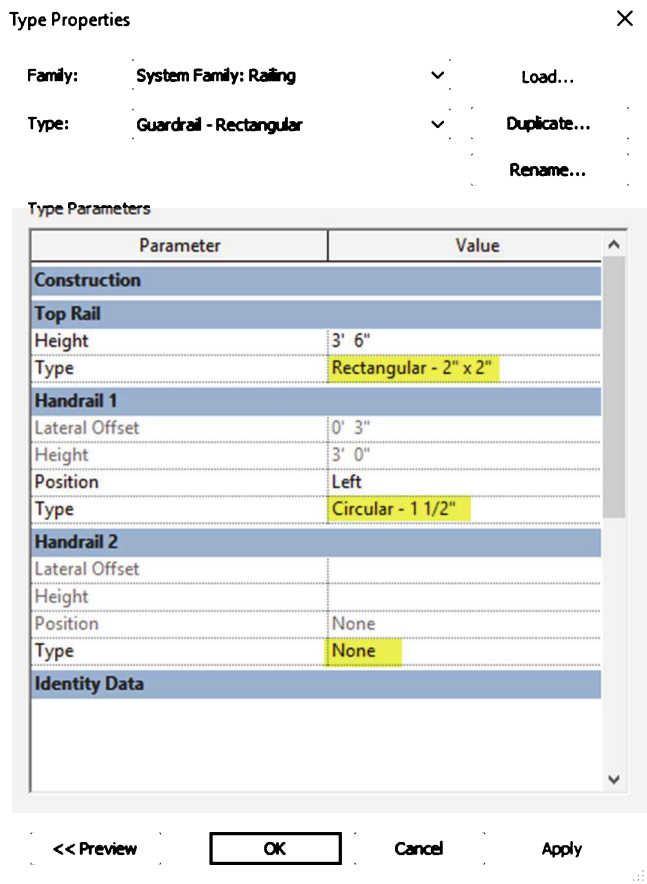 Type Properties
Family: System Family: Railing Load...
Type: Guardrail - Rectangular Duplicate...
Rename...
Type Parameters
Parameter Value
Construction
Top Rail
Height 3' 6"
Type Rectangular - 2" x 2"
Handrail 1
Lateral Offset 0' 3"
Height 3' 0"
Position Left
Type Circular - 1 1/2"
Handrail 2
Lateral Offset
Height
Position None
Type None
Identity Data
<< Preview OK Cancel Apply